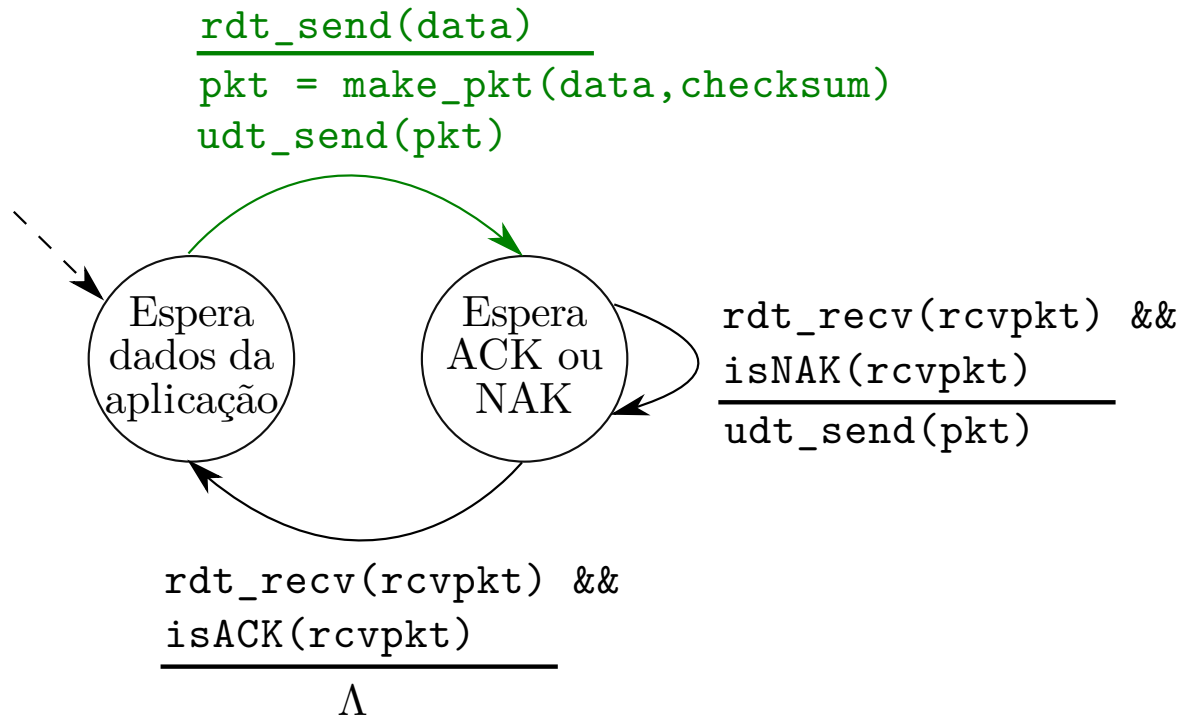 rdt_send(data)
pkt = make_pkt(data,checksum)
udt_send(pkt)
Espera
dados da
aplicação
Espera
ACK ou
NAK
rdt_recv(rcvpkt) &&
isNAK(rcvpkt)
udt_send(pkt)
rdt_recv(rcvpkt) &&
isACK(rcvpkt)
Λ